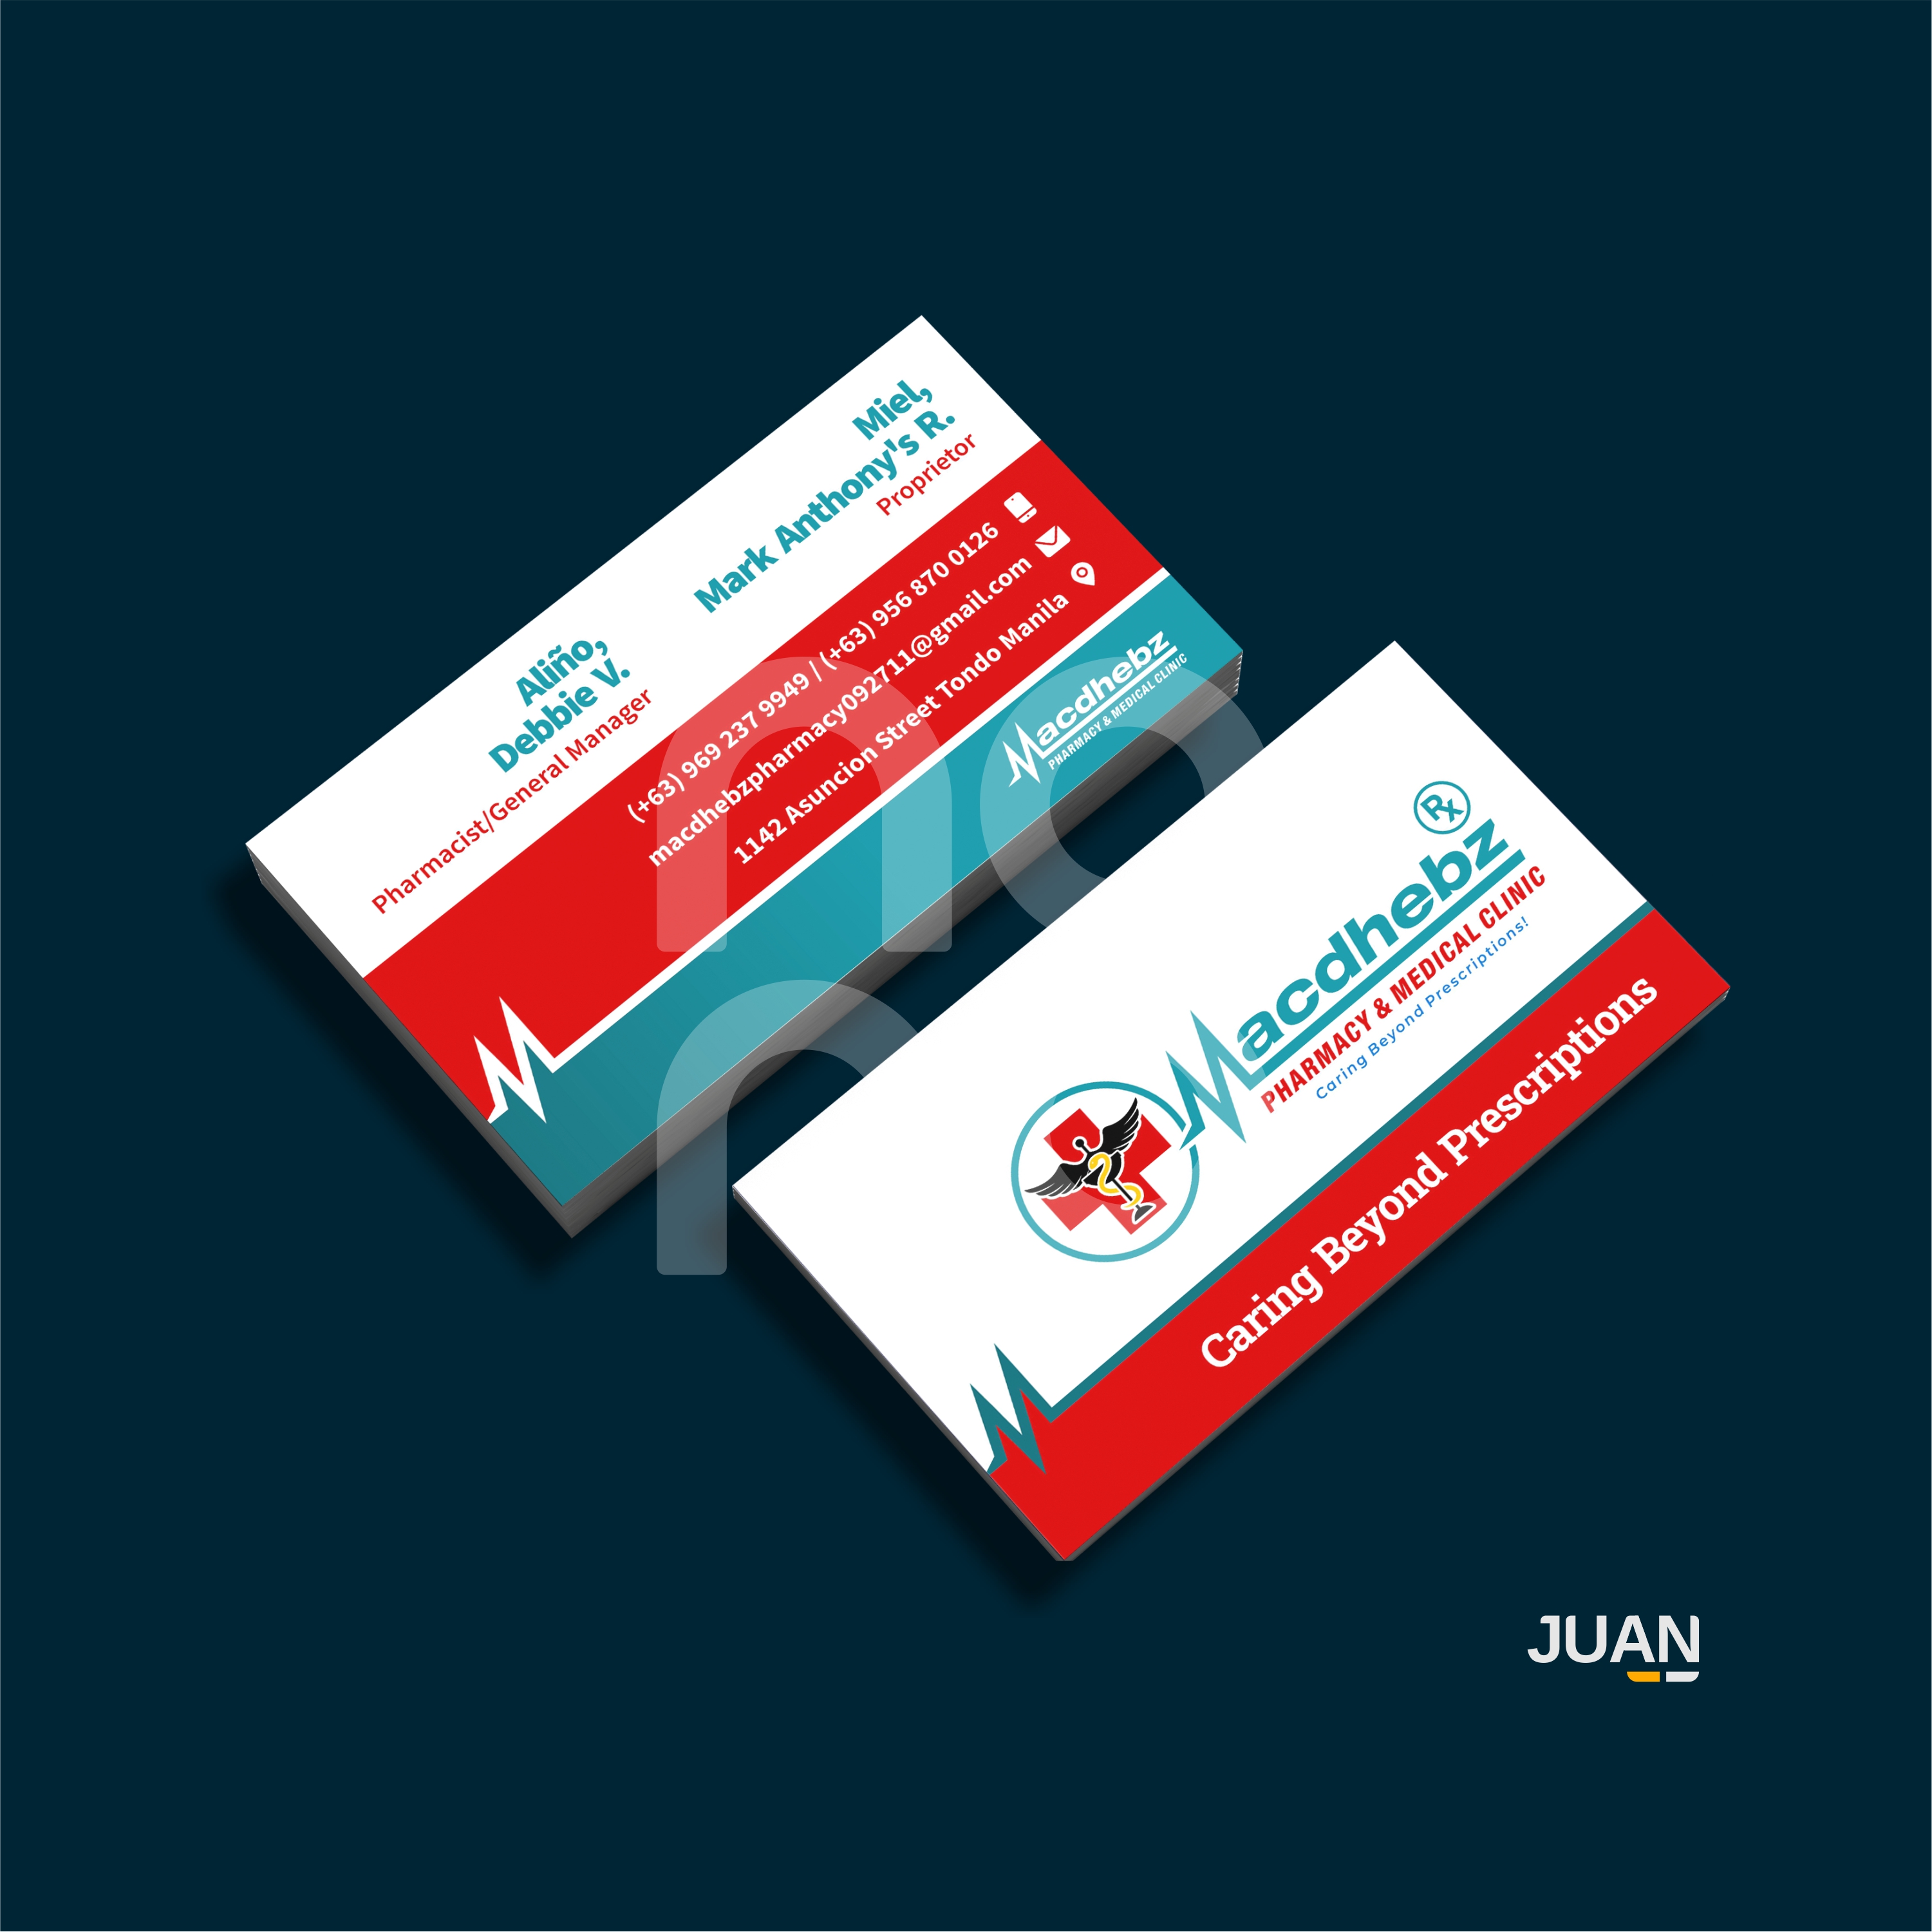 Aliño,
Debbie V.
Pharmacist/General Manager
Miel,
Mark Anthony's R.
Proprietor
(+63) 969 237 9949 / (+63) 956 870 0126
macdhebzpharmacy092711@gmail.com
1142 Asuncion Street Tondo Manila
Macdhebz
PHARMACY & MEDICAL CLINIC
Rx
Macdhebz
PHARMACY & MEDICAL CLINIC
Caring Beyond Prescriptions!
Caring Beyond Prescriptions
JUAN